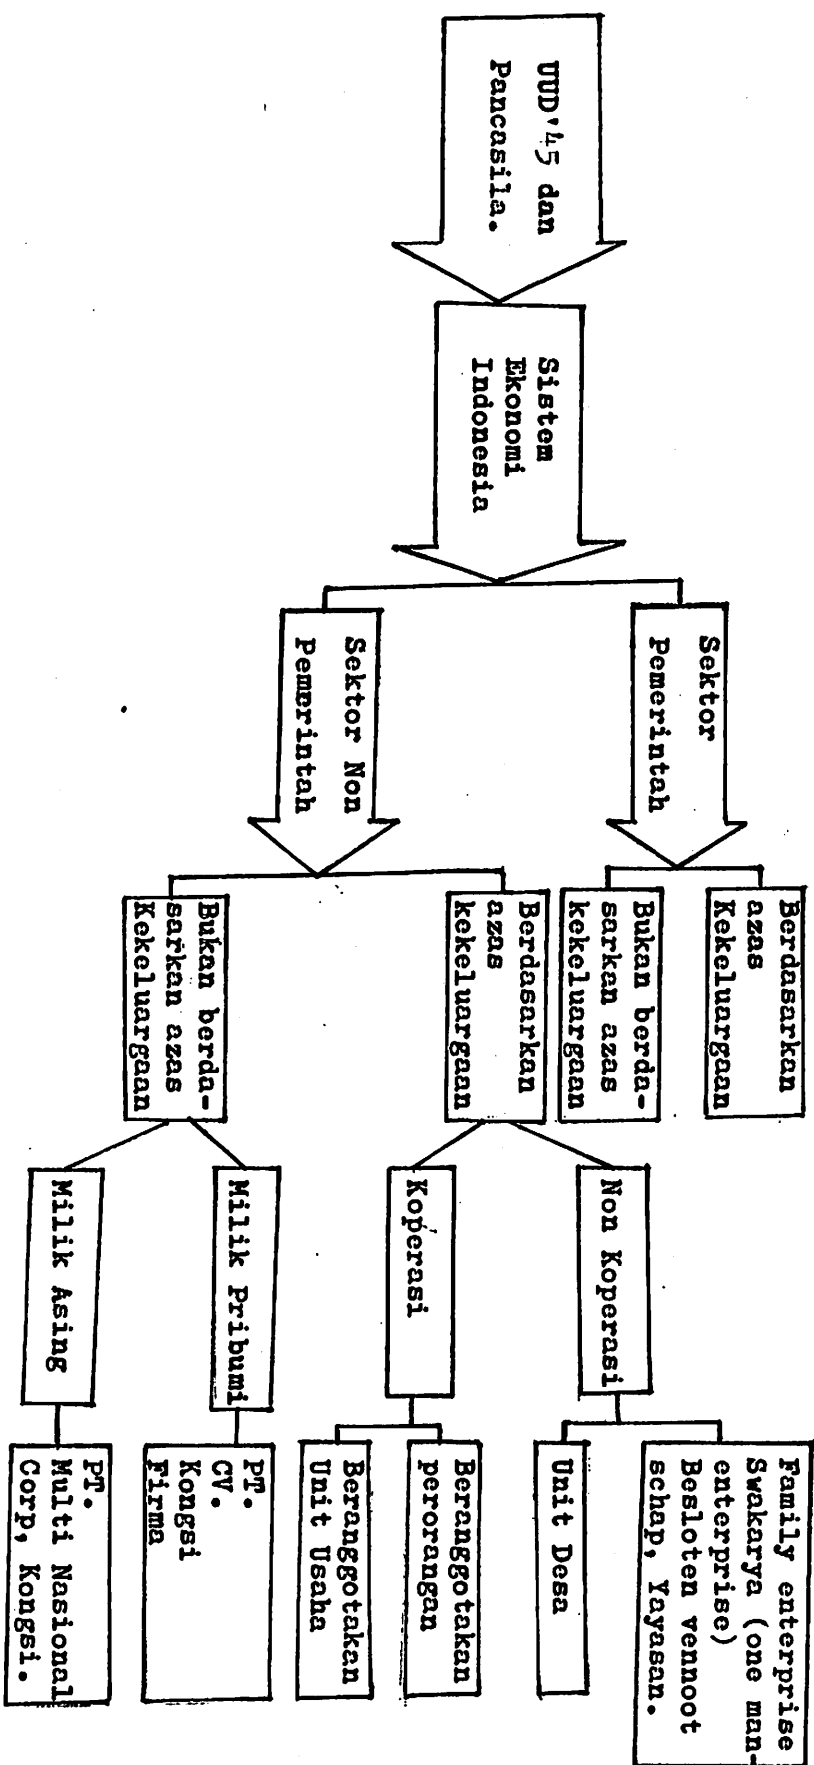 UUD'45 dan
Pancasila.
Sistem
Ekonomi
Indonesia
Sektor
Pemerintah
Sektor Non
Pemerintah
Berdasarkan
azas
Kekeluargaan
Bukan berda-
sarkan azas
kekeluargaan
Berdasarkan
azas
kekeluargaan
Bukan berda-
sarkan azas
Kekeluargaan
Non Koperasi
Koperasi
Milik Pribumi
Milik Asing
Family enterprise
Swakarya (one man-
enterprise)
Besloten vennoot
schap, Yayasan.
Unit Desa
Beranggotakan
perorangan
Beranggotakan
Unit Usaha
PT.
CV.
Kongsi
Firma
PT.
Multi Nasional
Corp, Kongsi.